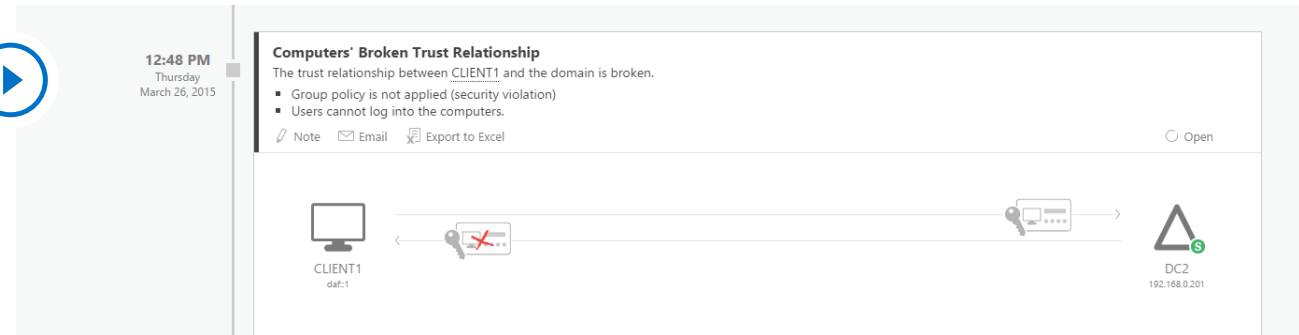 12:48 PM
Thursday
March 26, 2015
Computers' Broken Trust Relationship
The trust relationship between CLIENT1 and the domain is broken.
Group policy is not applied (security violation)
Users cannot log into the computers.
Note Email Export to Excel
Open
CLIENT1
daf::1
DC2
192.168.0.201
S